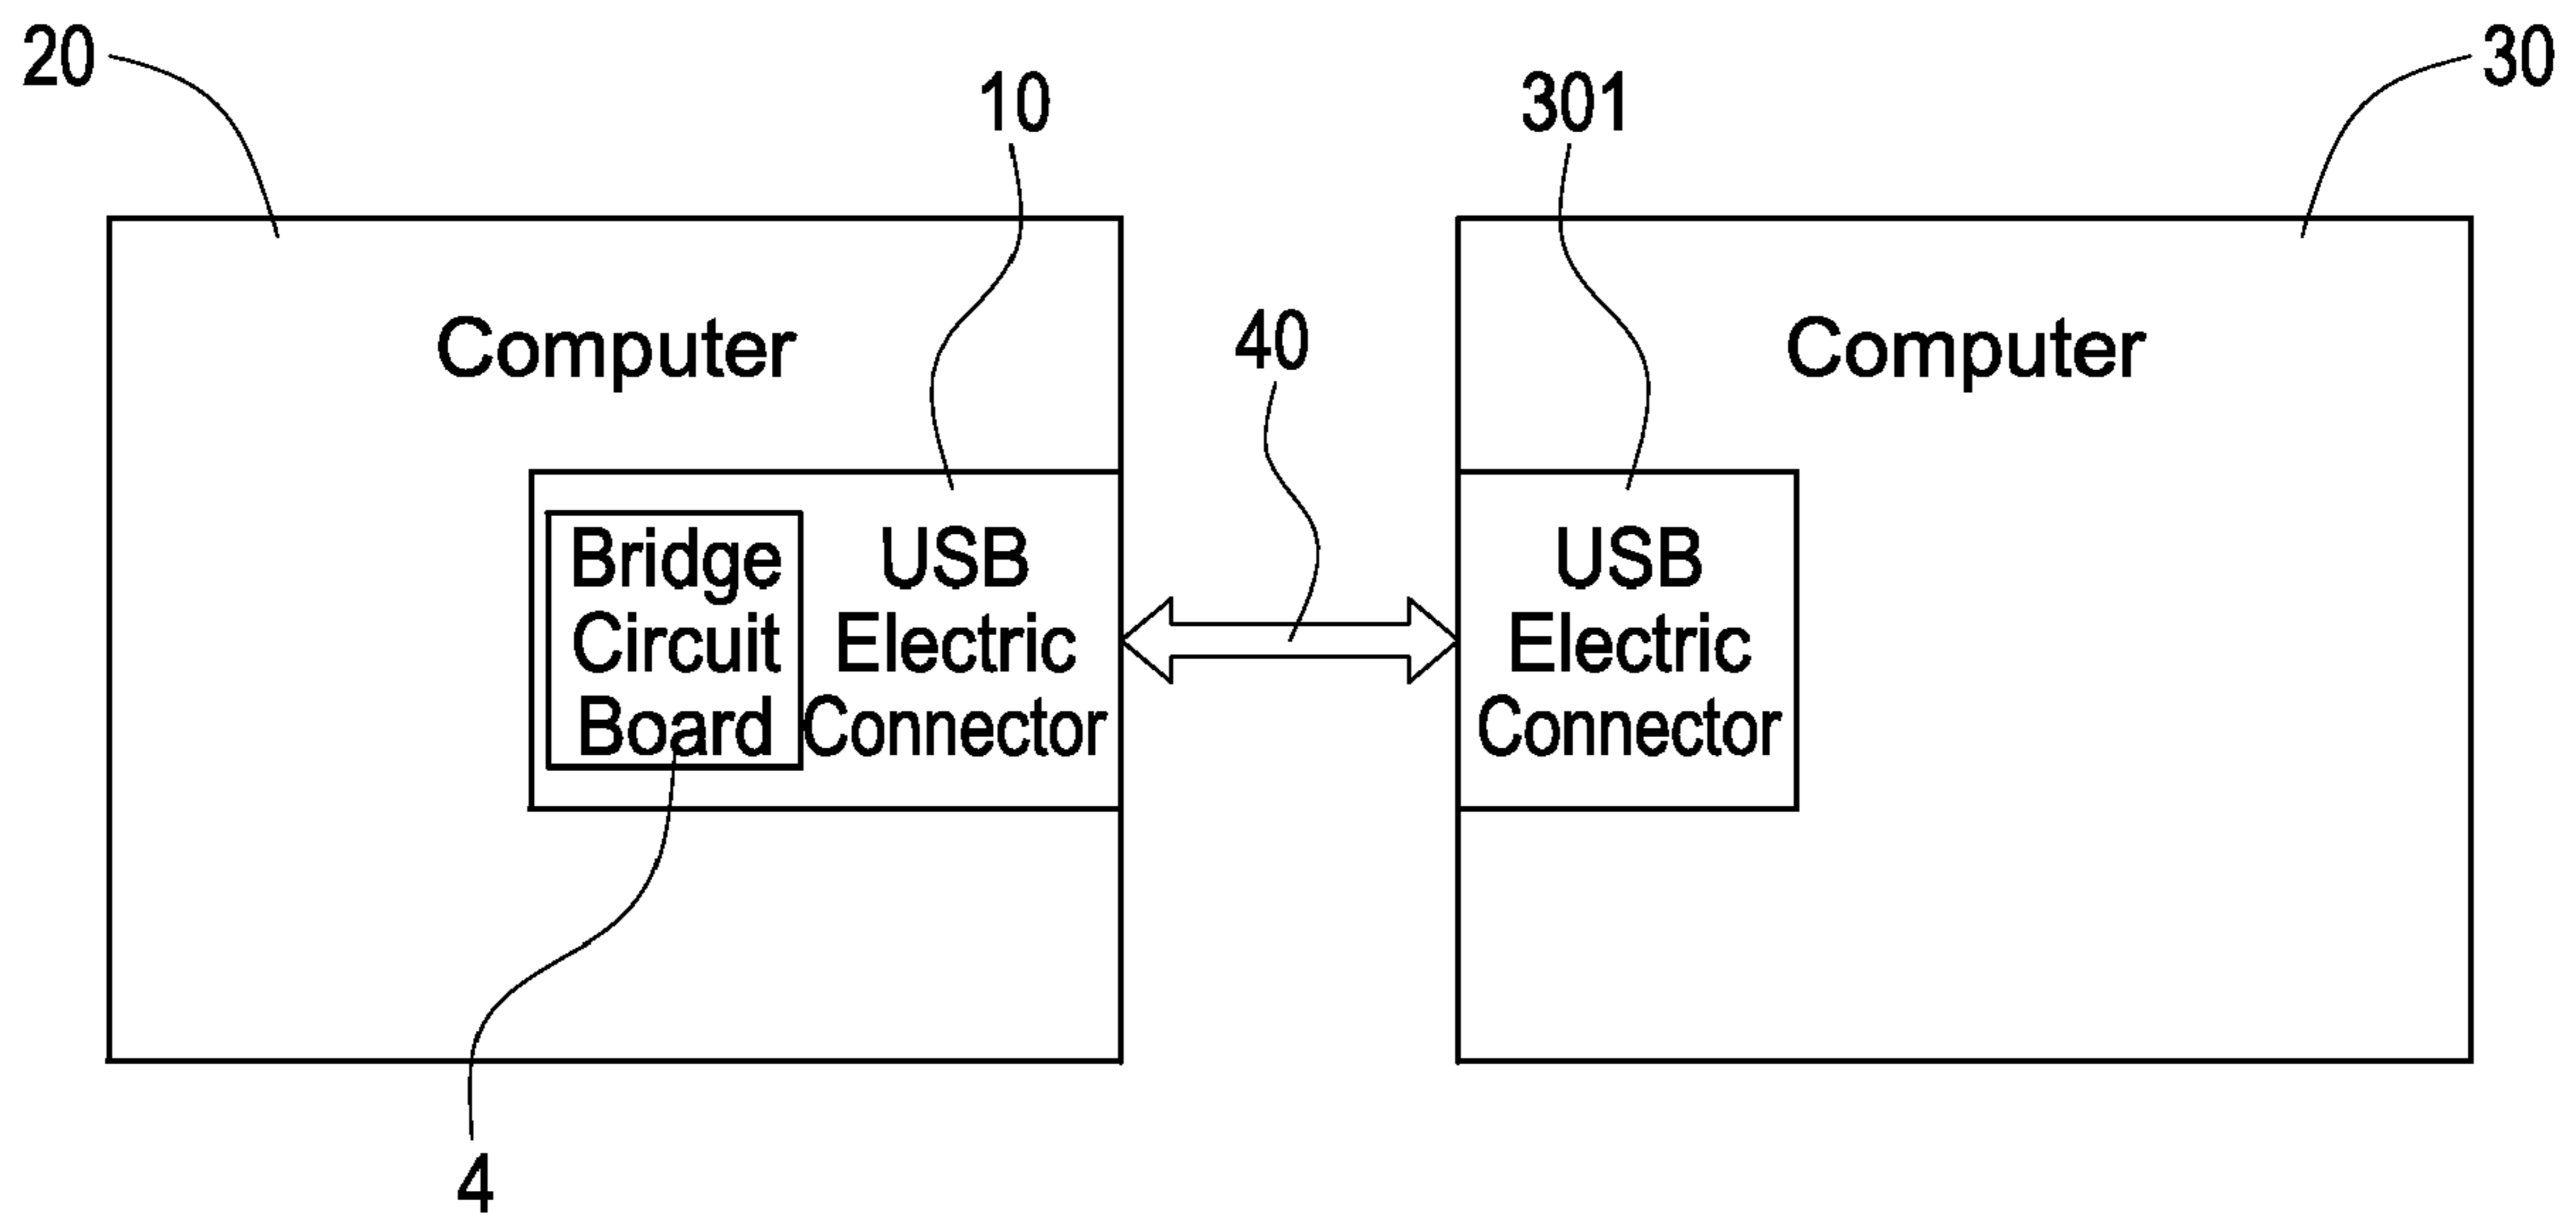 20
30
10
301
Computer
40
Computer
Bridge
Circuit
Board
USB
Electric
Connector
USB
Electric
Connector
4